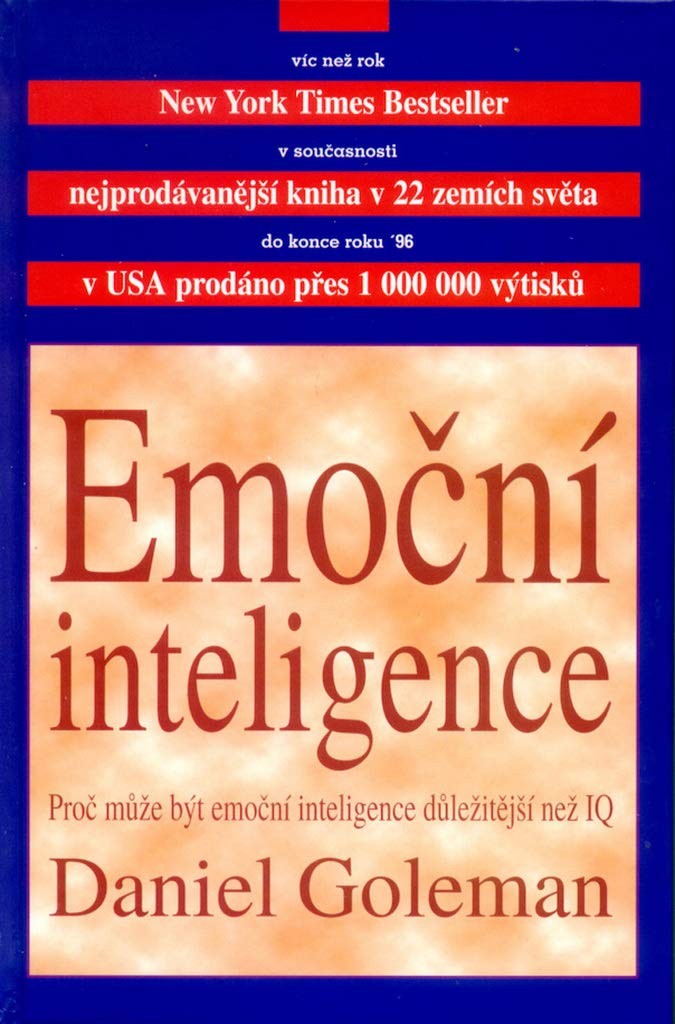 víc než rok
New York Times Bestseller
v současnosti
nejprodávanější kniha v 22 zemích světa
do konce roku ´96
v USA prodáno přes 1 000 000 výtisků
Emoční
inteligence
Proč může být emoční inteligence důležitější než IQ
Daniel Goleman